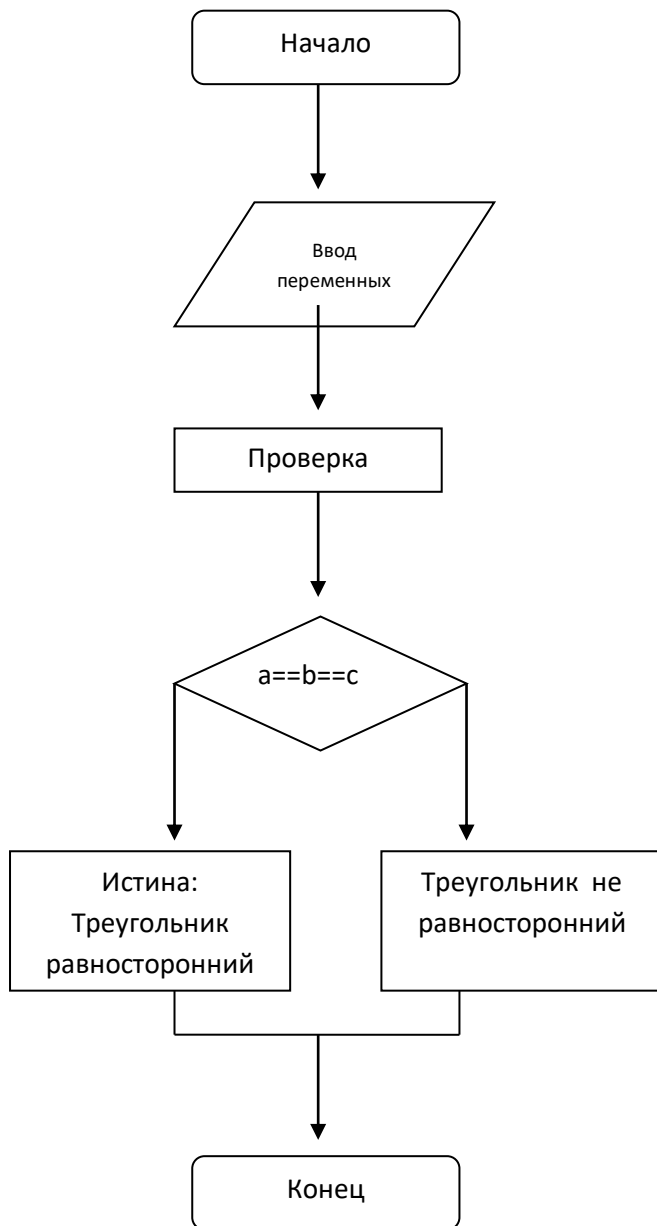 Начало
Ввод
переменных
Проверка
a==b==c
Истина:
Треугольник
равносторонний
Треугольник не
равносторонний
Конец